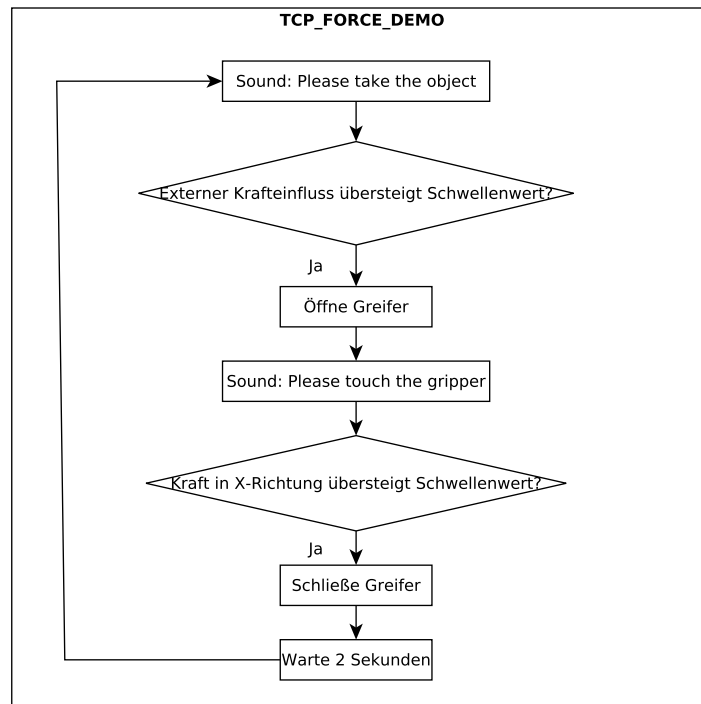 TCP_FORCE_DEMO
Sound: Please take the object
Externer Krafteinfluss übersteigt Schwellenwert?
Ja
Öffne Greifer
Sound: Please touch the gripper
Kraft in X-Richtung übersteigt Schwellenwert?
Ja
Schließe Greifer
Warte 2 Sekunden